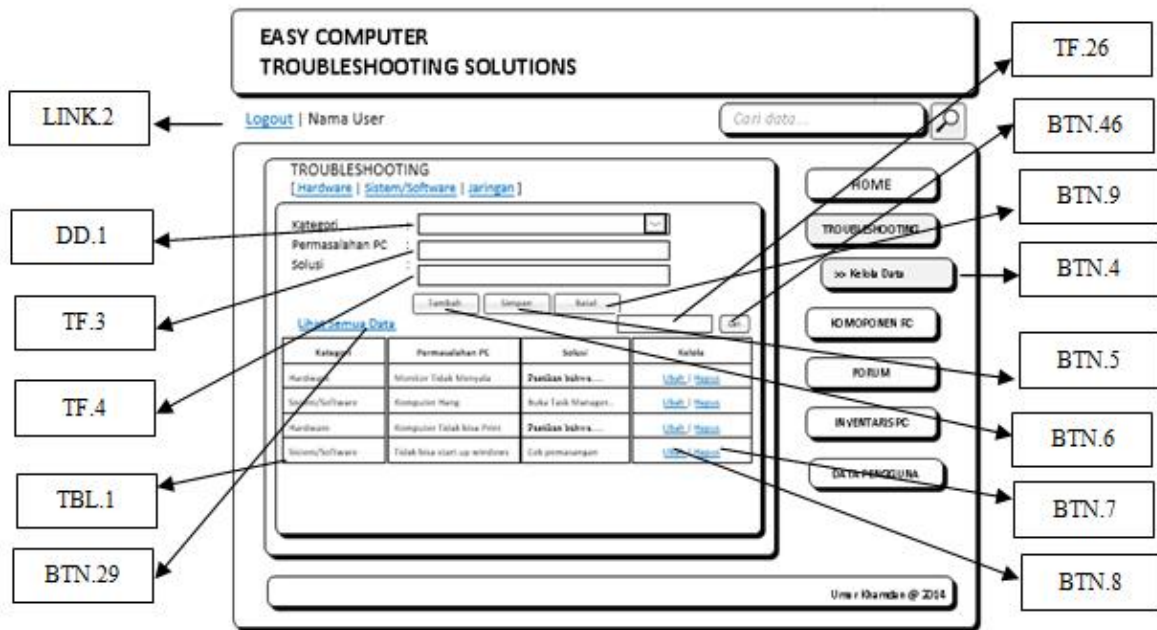 EASY COMPUTER
TROUBLESHOOTING SOLUTIONS
TF.26
LINK.2
Logout | Nama User
Cari data...
BTN.46
TROUBLESHOOTING
[ Hardware | Sistem/Software | Jaringan ]
HOME
BTN.9
DD.1
Kategori :
TROUBLESHOOTING
Permasalahan PC :
Solusi :
>> Kelola Data
BTN.4
TF.3
Tambah Simpan Batal
Lihat Semua Data Cari
KOMOPONEN PC
BTN.5
Kategori Permasalahan PC Solusi Kelola
Hardware Monitor Tidak Menyala Pastikan bahwa.... Ubah | Hapus
FORUM
TF.4
Sistem/Software Komputer Hang Buka Task Manager.. Ubah | Hapus
Hardware Komputer Tidak bisa Print Pastikan bahwa.... Ubah | Hapus
INVENTARIS PC
BTN.6
Sistem/Software Tidak bisa start up windows Cek pemasangan Ubah | Hapus
DATA PENGGUNA
TBL.1
BTN.7
BTN.29
BTN.8
Umar Khamdan @ 2014